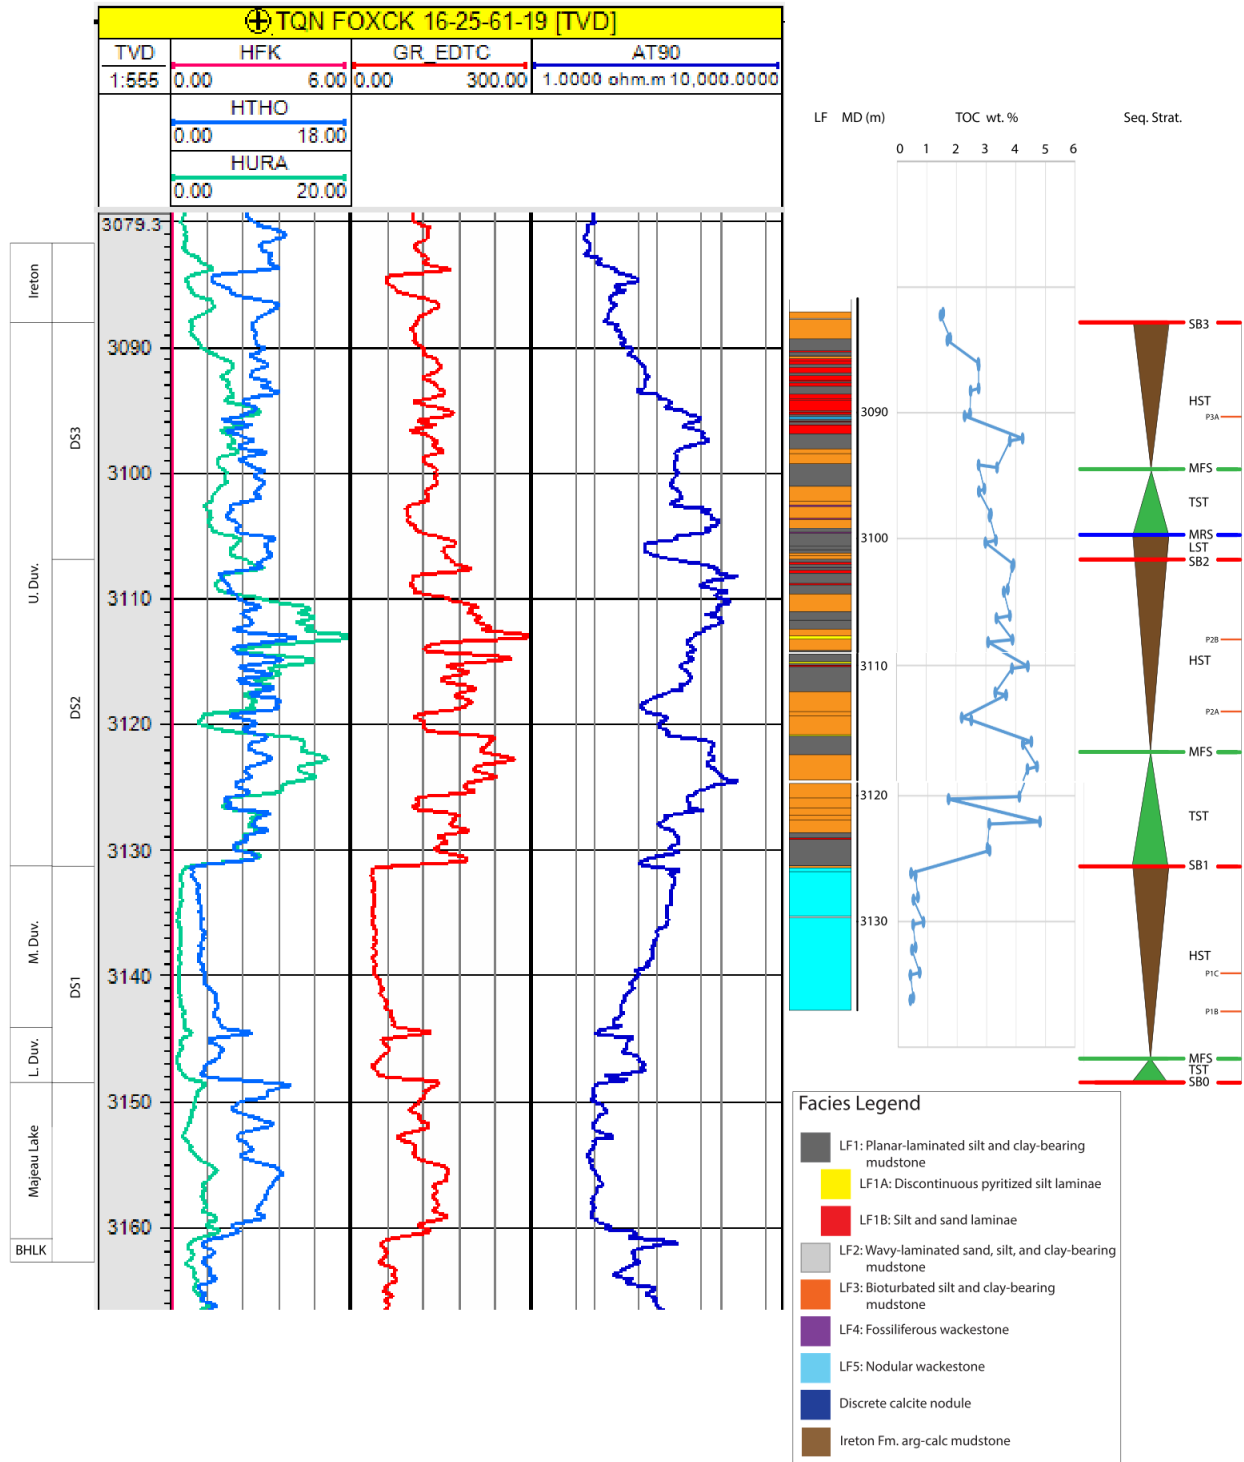 TQN FOXCK 16-25-61-19 [TVD]
TVD HFK GR_EDTC AT90
1:555 0.00 6.00 0.00 300.00 1.0000 ohm.m 10,000.0000
HTHO
0.00 18.00
HURA
0.00 20.00
LF MD (m) TOC wt. % Seq. Strat.
0 1 2 3 4 5 6
3079.3
3090
3100
3110
3120
3130
3140
3150
3160
Ireton
U. Duv.
M. Duv.
L. Duv.
Majeau Lake
BHLK
DS3
DS2
DS1
3090
3100
3110
3120
3130
SB3
HST
P3A
MFS
TST
MRS
LST
SB2
P2B
HST
P2A
MFS
TST
SB1
HST
P1C
P1B
MFS
TST
SB0
Facies Legend
LF1: Planar-laminated silt and clay-bearing
mudstone
LF1A: Discontinuous pyritized silt laminae
LF1B: Silt and sand laminae
LF2: Wavy-laminated sand, silt, and clay-bearing
mudstone
LF3: Bioturbated silt and clay-bearing
mudstone
LF4: Fossiliferous wackestone
LF5: Nodular wackestone
Discrete calcite nodule
Ireton Fm. arg-calc mudstone